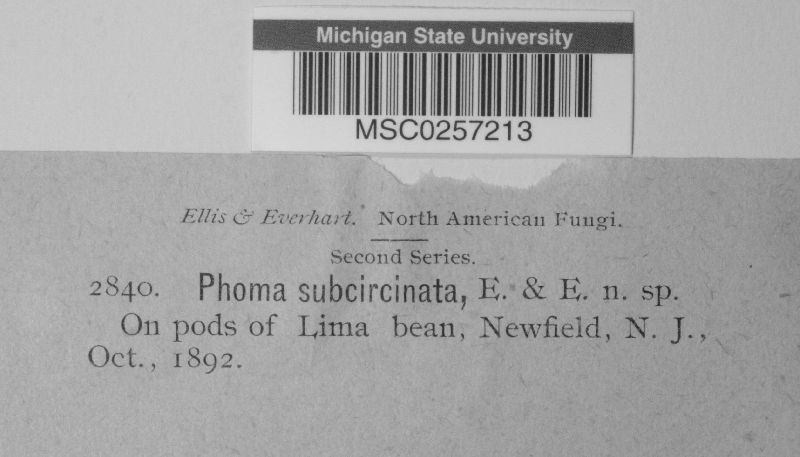 Michigan State University
MSC0257213
Ellis & Everhart. North American Fungi.
Second Series.
2840. Phoma subcircinata, E. & E. n. sp.
On pods of Lima bean, Newfield, N. J.,
Oct., 1892.